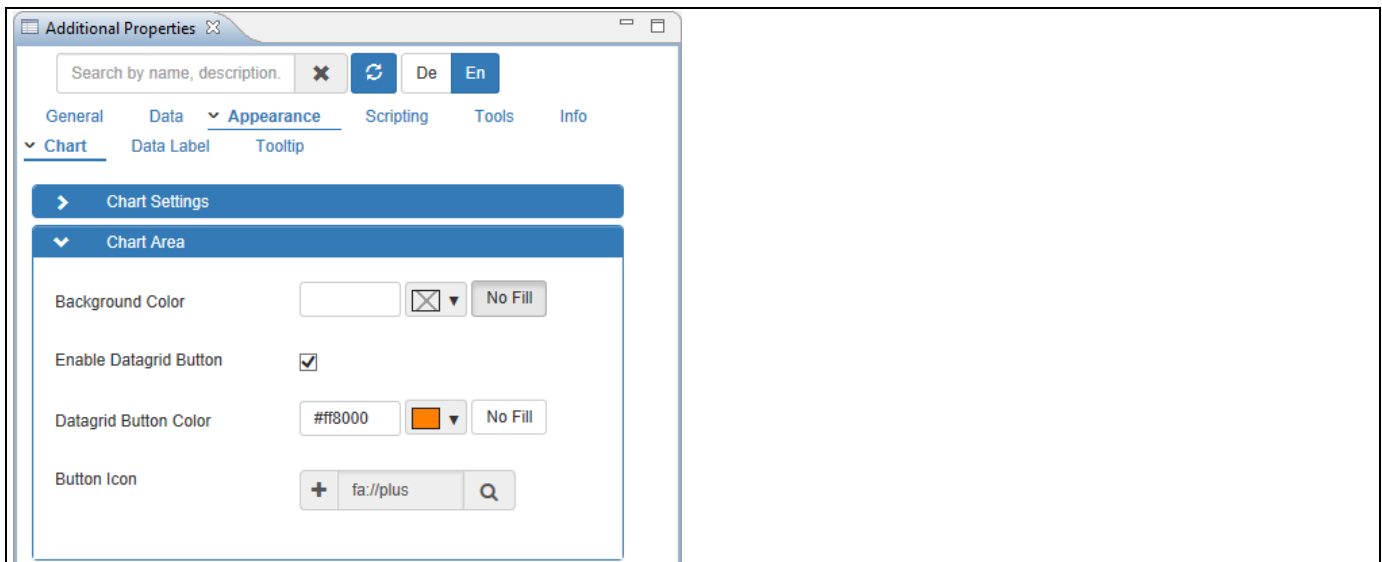 Additional Properties
Search by name, description. De En
General Data Appearance Scripting Tools Info
Chart Data Label Tooltip
Chart Settings
Chart Area
Background Color No Fill
Enable Datagrid Button
Datagrid Button Color #ff8000 No Fill
Button Icon fa://plus